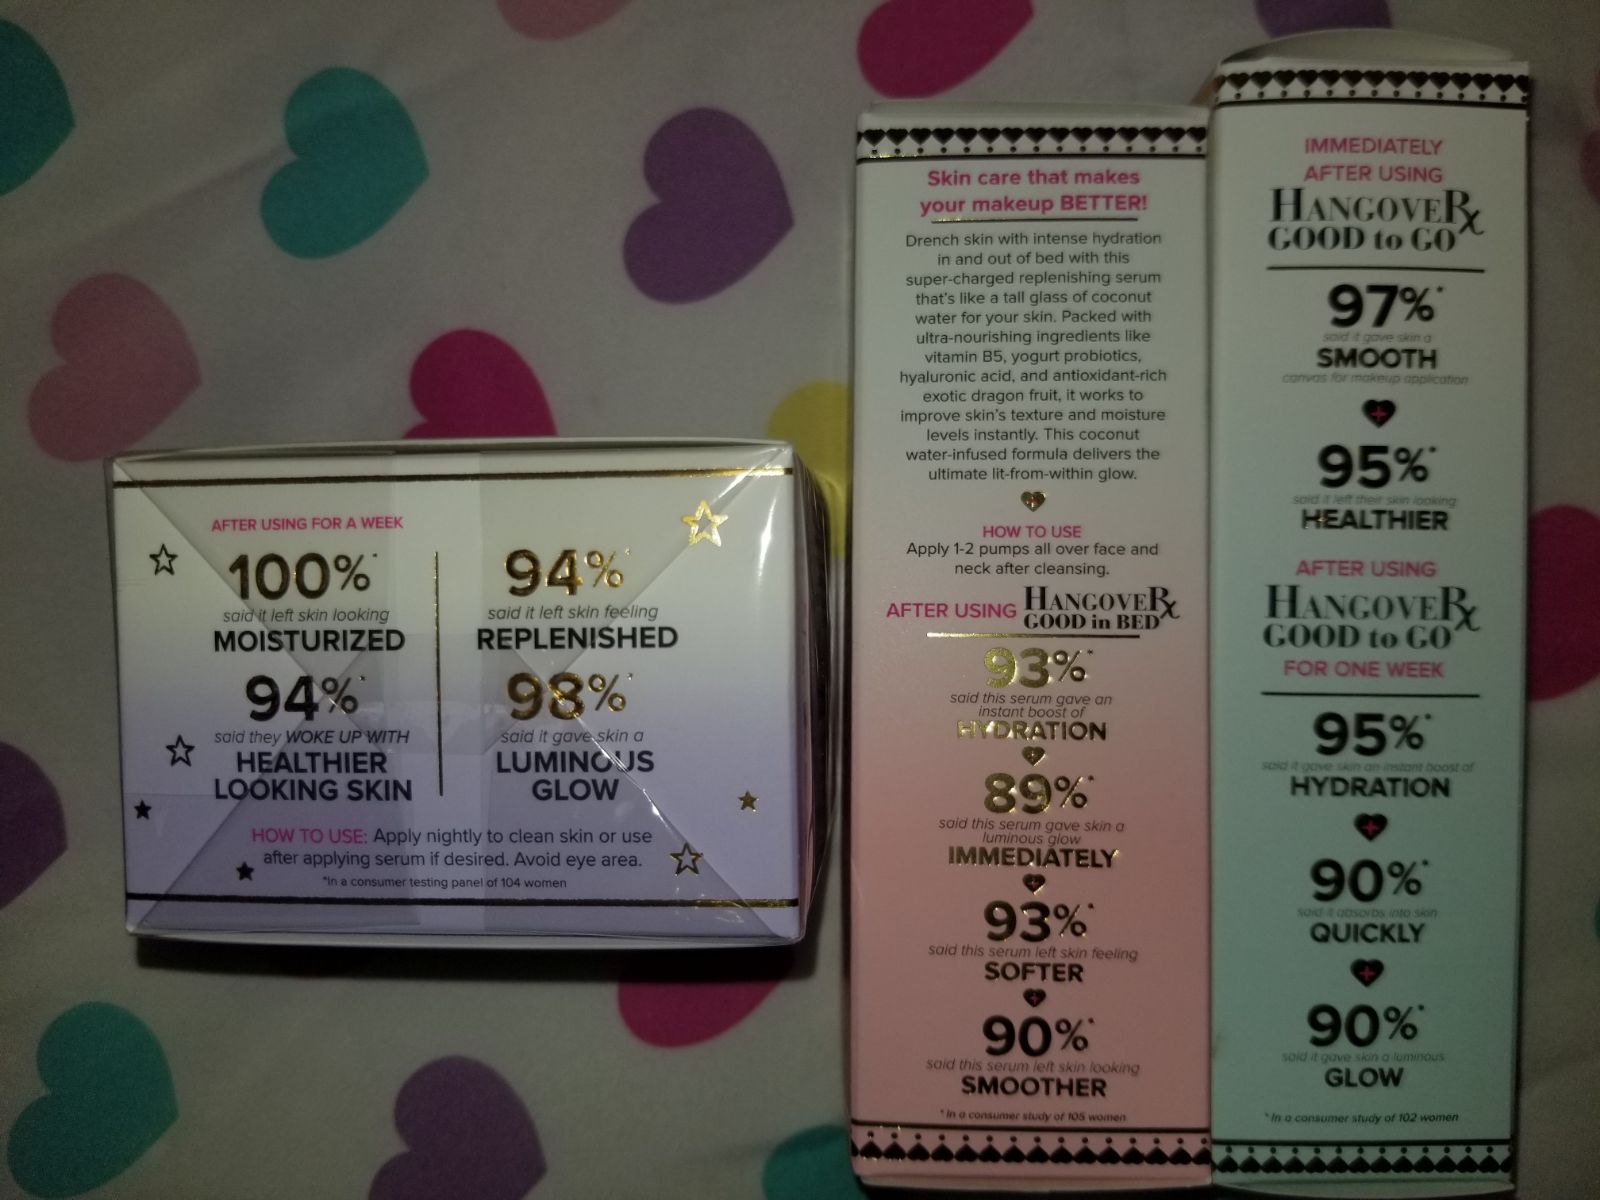 AFTER USING FOR A WEEK
100%*
said it left skin looking
MOISTURIZED
94%*
said they WOKE UP WITH
HEALTHIER
LOOKING SKIN
94%*
said it left skin feeling
REPLENISHED
98%*
said it gave skin a
LUMINOUS
GLOW
HOW TO USE: Apply nightly to clean skin or use
after applying serum if desired. Avoid eye area.
*In a consumer testing panel of 104 women
Skin care that makes
your makeup BETTER!
Drench skin with intense hydration
in and out of bed with this
super-charged replenishing serum
that's like a tall glass of coconut
water for your skin. Packed with
ultra-nourishing ingredients like
vitamin B5, yogurt probiotics,
hyaluronic acid, and antioxidant-rich
exotic dragon fruit, it works to
improve skin's texture and moisture
levels instantly. This coconut
water-infused formula delivers the
ultimate lit-from-within glow.
HOW TO USE
Apply 1-2 pumps all over face and
neck after cleansing.
AFTER USING HANGOVERx
GOOD in BED
93%*
said this serum gave an
instant boost of
HYDRATION
89%*
said this serum gave skin a
luminous glow
IMMEDIATELY
93%*
said this serum left skin feeling
SOFTER
90%*
said this serum left skin looking
SMOOTHER
*In a consumer study of 105 women
IMMEDIATELY
AFTER USING
HANGOVERx
GOOD to GO
97%*
said it gave skin a
SMOOTH
canvas for makeup application
95%*
said it left their skin looking
HEALTHIER
AFTER USING
HANGOVERx
GOOD to GO
FOR ONE WEEK
95%*
said it gave skin an instant boost of
HYDRATION
90%*
said it absorbs into skin
QUICKLY
90%*
said it gave skin a luminous
GLOW
*In a consumer study of 102 women